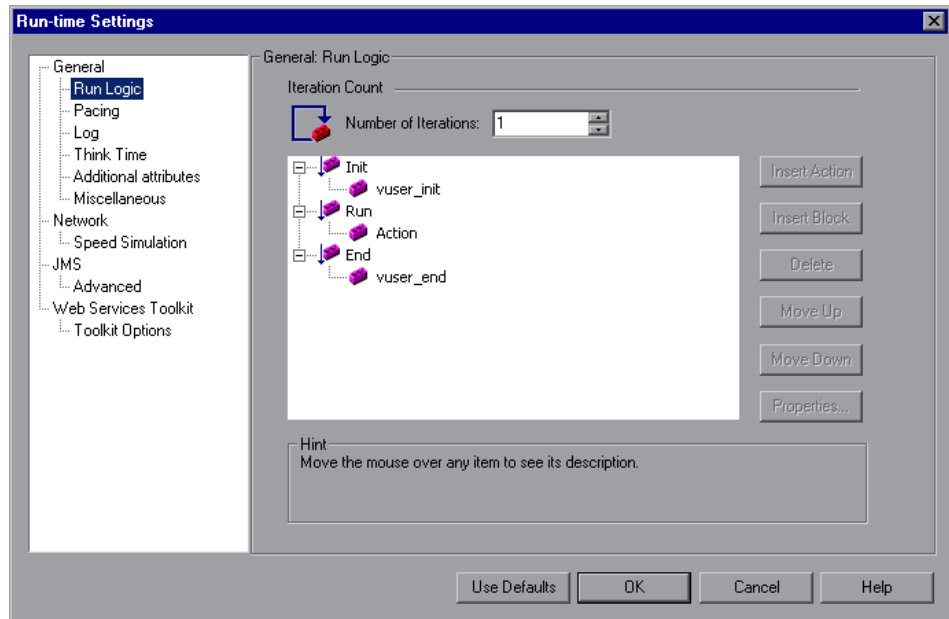 Run-time Settings
General
Run Logic
Pacing
Log
Think Time
Additional attributes
Miscellaneous
Network
Speed Simulation
JMS
Advanced
Web Services Toolkit
Toolkit Options
General: Run Logic
Iteration Count
Number of Iterations: 1
Init
vuser_init
Run
Action
End
vuser_end
Insert Action
Insert Block
Delete
Move Up
Move Down
Properties...
Hint
Move the mouse over any item to see its description.
Use Defaults
OK
Cancel
Help